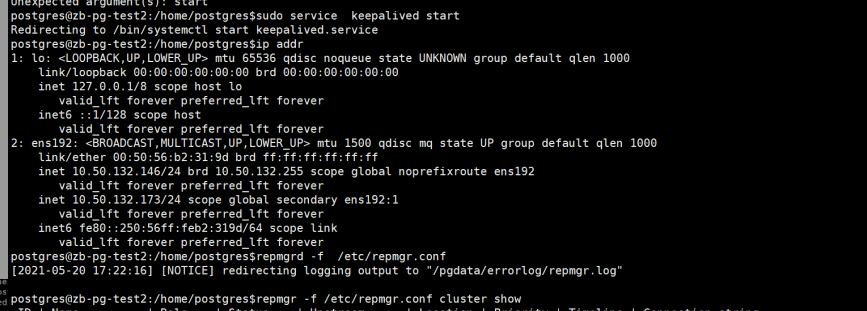 Unexpected argument(s): start
postgres@zb-pg-test2:/home/postgres$sudo service  keepalived start
Redirecting to /bin/systemctl start keepalived.service
postgres@zb-pg-test2:/home/postgres$ip addr
1: lo: <LOOPBACK,UP,LOWER_UP> mtu 65536 qdisc noqueue state UNKNOWN group default qlen 1000
    link/loopback 00:00:00:00:00:00 brd 00:00:00:00:00:00
    inet 127.0.0.1/8 scope host lo
       valid_lft forever preferred_lft forever
    inet6 ::1/128 scope host
       valid_lft forever preferred_lft forever
2: ens192: <BROADCAST,MULTICAST,UP,LOWER_UP> mtu 1500 qdisc mq state UP group default qlen 1000
    link/ether 00:50:56:b2:31:9d brd ff:ff:ff:ff:ff:ff
    inet 10.50.132.146/24 brd 10.50.132.255 scope global noprefixroute ens192
       valid_lft forever preferred_lft forever
    inet 10.50.132.173/24 scope global secondary ens192:1
       valid_lft forever preferred_lft forever
    inet6 fe80::250:56ff:feb2:319d/64 scope link
       valid_lft forever preferred_lft forever
postgres@zb-pg-test2:/home/postgres$repmgrd -f  /etc/repmgr.conf
[2021-05-20 17:22:16] [NOTICE] redirecting logging output to "/pgdata/errorlog/repmgr.log"
postgres@zb-pg-test2:/home/postgres$repmgr -f /etc/repmgr.conf cluster show
ID | Name | Role | Status | Upstream | Location | Priority | Timeline | Connection string